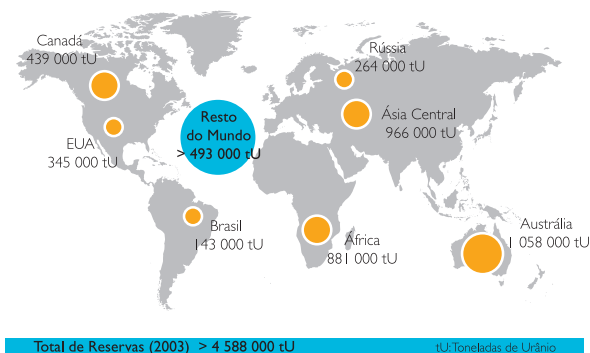 Canadá
439 000 tU
Rússia
264 000 tU
Resto
do Mundo
> 493 000 tU
Ásia Central
966 000 tU
EUA
345 000 tU
Brasil
143 000 tU
África
881 000 tU
Austrália
1 058 000 tU
Total de Reservas (2003) > 4 588 000 tU
tU:Toneladas de Urânio